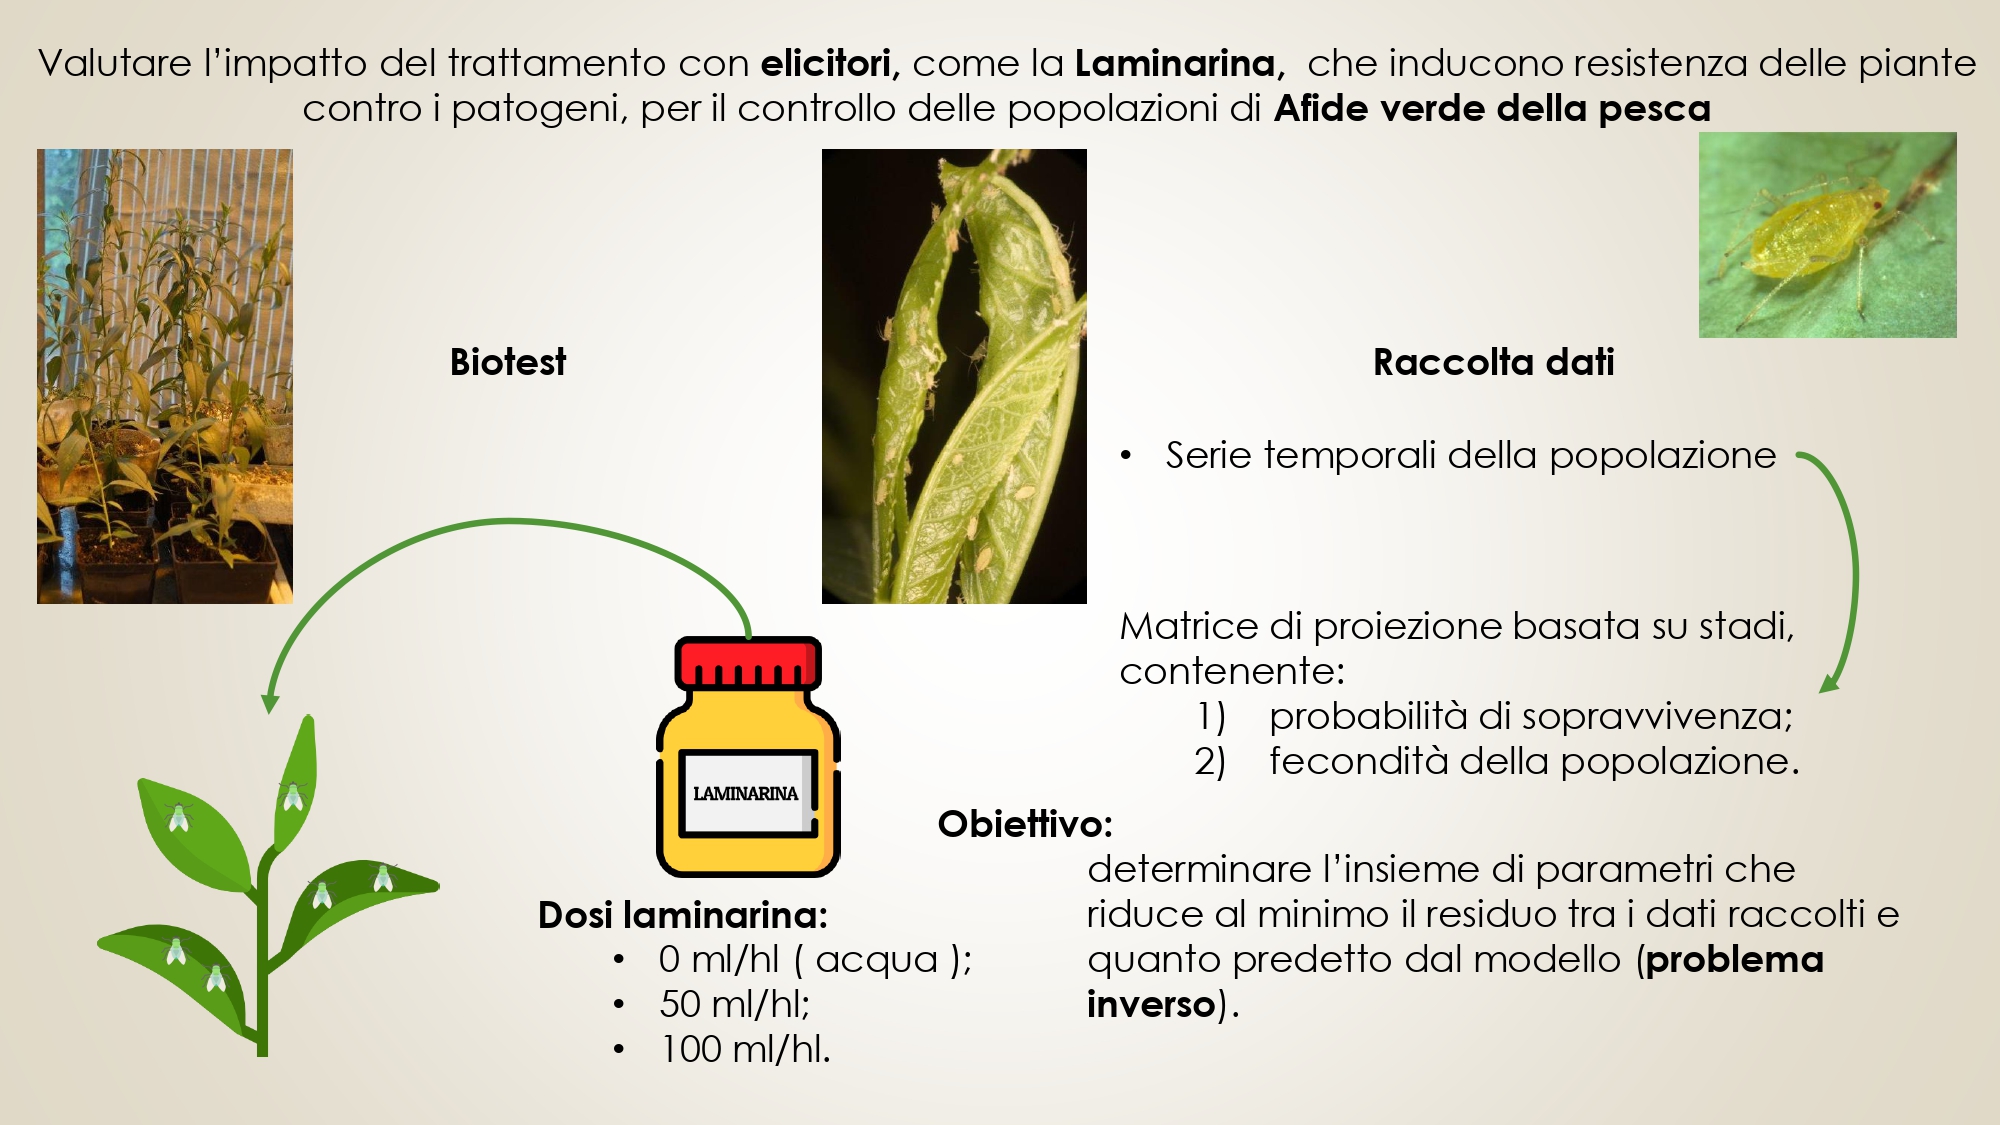 Valutare l’impatto del trattamento con elicitori, come la Laminarina, che inducono resistenza delle piante
contro i patogeni, per il controllo delle popolazioni di Afide verde della pesca
Biotest
LAMINARINA
Dosi laminarina:
• 0 ml/hl ( acqua );
• 50 ml/hl;
• 100 ml/hl.
Raccolta dati
• Serie temporali della popolazione
Matrice di proiezione basata su stadi,
contenente:
1) probabilità di sopravvivenza;
2) fecondità della popolazione.
Obiettivo:
determinare l’insieme di parametri che
riduce al minimo il residuo tra i dati raccolti e
quanto predetto dal modello (problema
inverso).